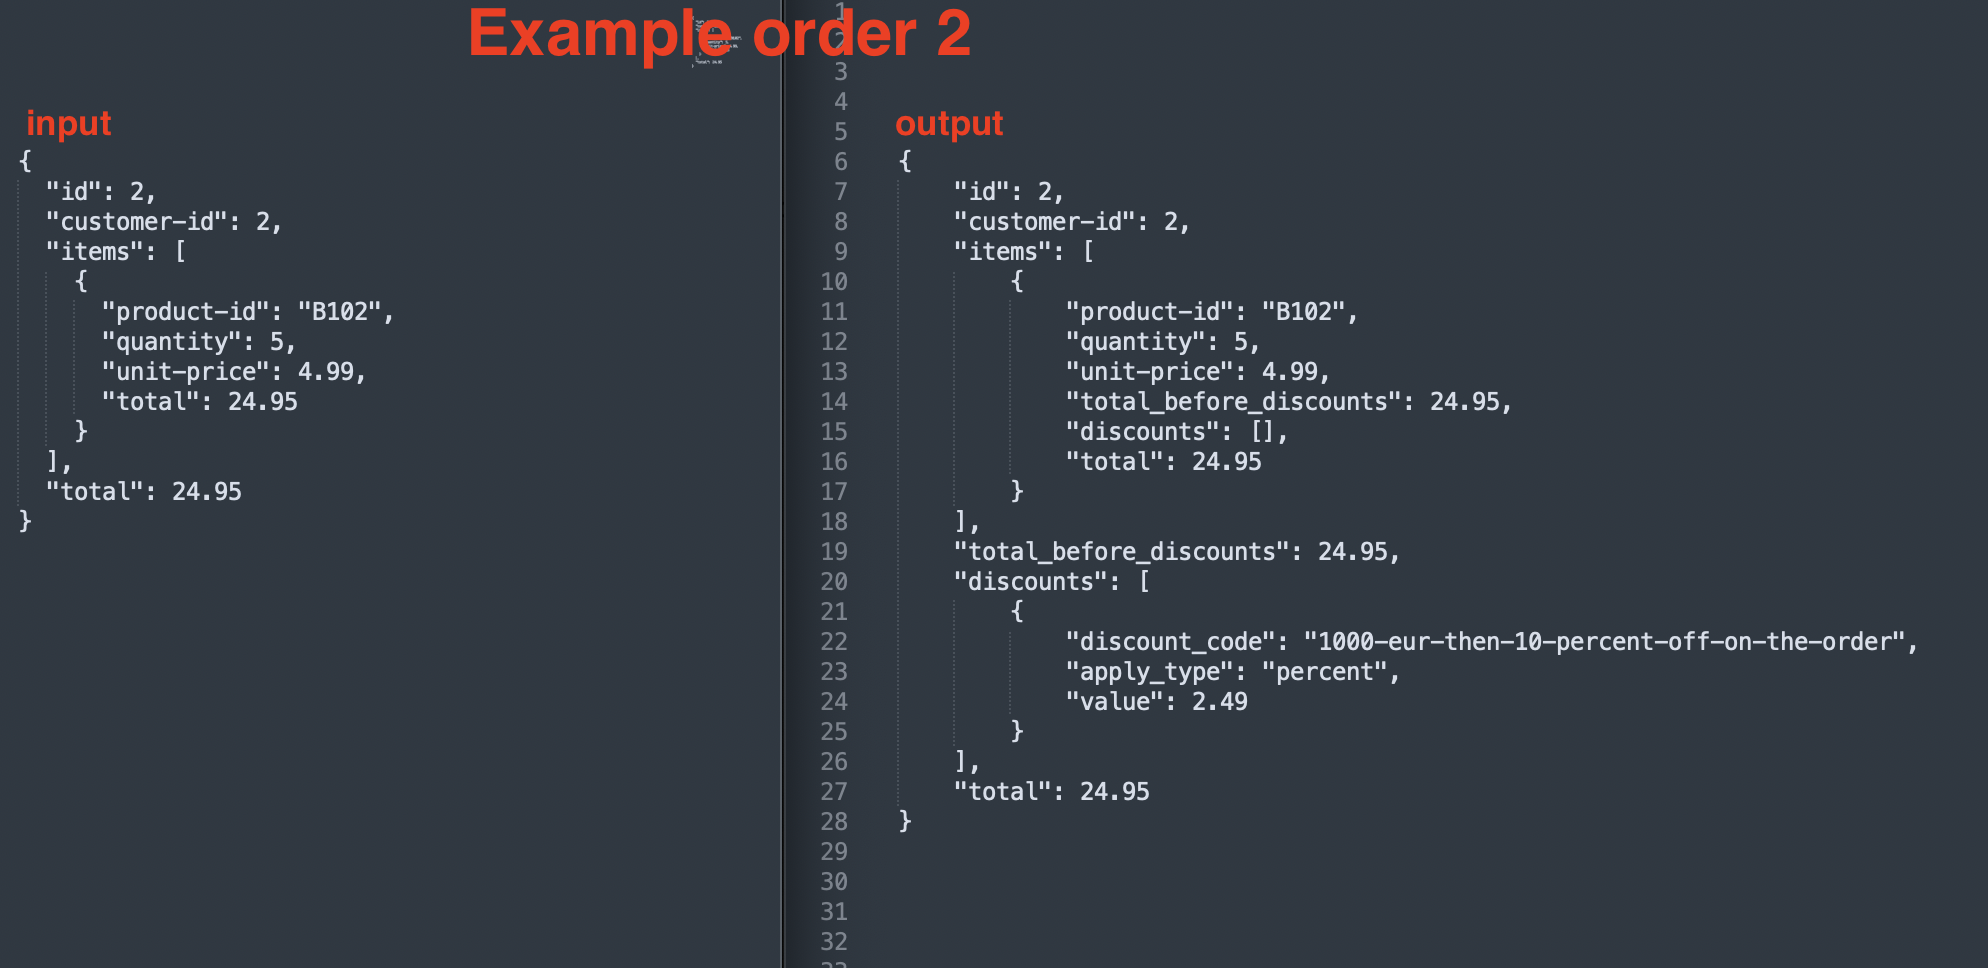 Example order 2
input
{
  "id": 2,
  "customer-id": 2,
  "items": [
    {
      "product-id": "B102",
      "quantity": 5,
      "unit-price": 4.99,
      "total": 24.95
    }
  ],
  "total": 24.95
}
1
2
3
4
5
output
6 {
7     "id": 2,
8     "customer-id": 2,
9     "items": [
10         {
11             "product-id": "B102",
12             "quantity": 5,
13             "unit-price": 4.99,
14             "total_before_discounts": 24.95,
15             "discounts": [],
16             "total": 24.95
17         }
18     ],
19     "total_before_discounts": 24.95,
20     "discounts": [
21         {
22             "discount_code": "1000-eur-then-10-percent-off-on-the-order",
23             "apply_type": "percent",
24             "value": 2.49
25         }
26     ],
27     "total": 24.95
28 }
29
30
31
32